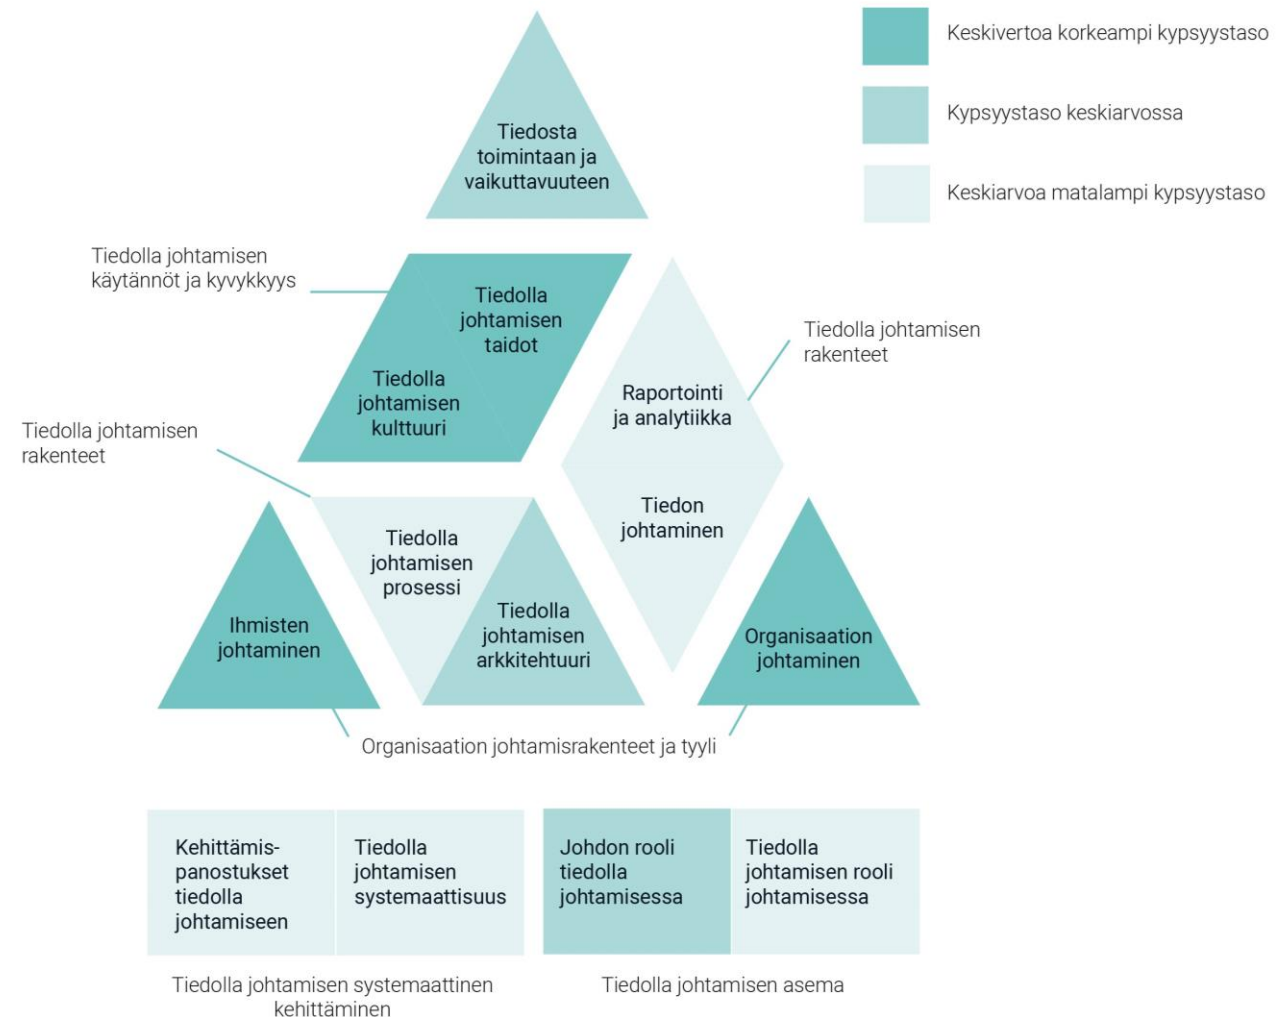 Keskivertoa korkeampi kypsyystaso
Kypsyystaso keskiarvossa
Keskiarvoa matalampi kypsyystaso
Tiedosta
toimintaan ja
vaikuttavuuteen
Tiedolla johtamisen
käytännöt ja kyvykkyys
Tiedolla
johtamisen
taidot
Tiedolla
johtamisen
kulttuuri
Tiedolla johtamisen
rakenteet
Raportointi
ja analytiikka
Tiedon
johtaminen
Tiedolla johtamisen
rakenteet
Tiedolla
johtamisen
prosessi
Tiedolla
johtamisen
arkkitehtuuri
Ihmisten
johtaminen
Organisaation
johtaminen
Organisaation johtamisrakenteet ja tyyli
Kehittämis-
panostukset
tiedolla
johtamiseen
Tiedolla
johtamisen
systemaattisuus
Johdon rooli
tiedolla
johtamisessa
Tiedolla
johtamisen rooli
johtamisessa
Tiedolla johtamisen systemaattinen
kehittäminen
Tiedolla johtamisen asema